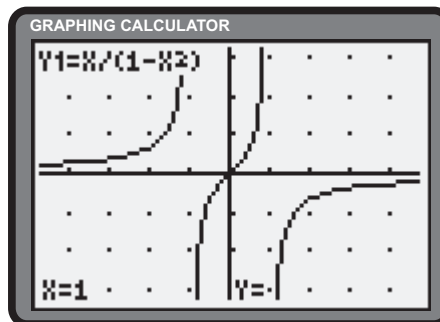 GRAPHING CALCULATOR
Y1=X/(1-X2)
X=1 Y=